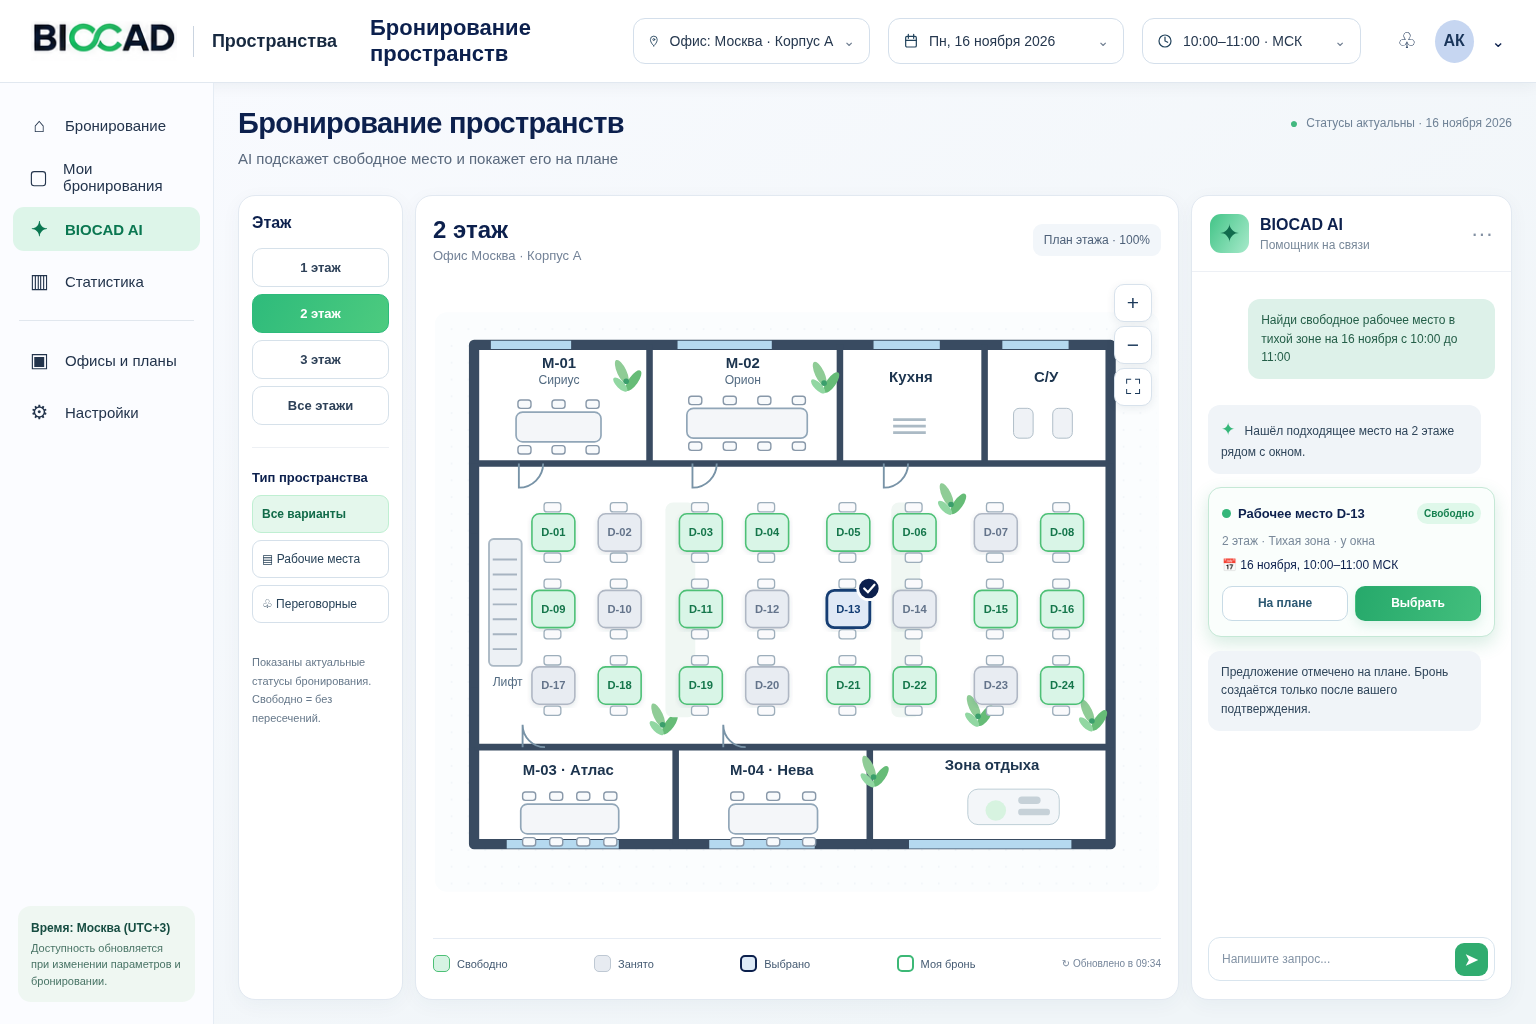 BIOCAD
Пространства
Бронирование
пространств
Офис: Москва · Корпус А
Пн, 16 ноября 2026
10:00–11:00 · МСК
АК
Бронирование
Мои
бронирования
BIOCAD AI
Статистика
Офисы и планы
Настройки
Время: Москва (UTC+3)
Доступность обновляется
при изменении параметров и
бронировании.
Бронирование пространств
AI подскажет свободное место и покажет его на плане
Статусы актуальны · 16 ноября 2026
Этаж
1 этаж
2 этаж
3 этаж
Все этажи
Тип пространства
Все варианты
Рабочие места
Переговорные
Показаны актуальные
статусы бронирования.
Свободно = без
пересечений.
2 этаж
Офис Москва · Корпус А
План этажа · 100%
+
−
M-01
Сириус
M-02
Орион
Кухня
С/У
D-01 D-02 D-03 D-04 D-05 D-06 D-07 D-08
D-09 D-10 D-11 D-12 D-13 D-14 D-15 D-16
Лифт
D-17 D-18 D-19 D-20 D-21 D-22 D-23 D-24
M-03 · Атлас
M-04 · Нева
Зона отдыха
Свободно
Занято
Выбрано
Моя бронь
↻ Обновлено в 09:34
BIOCAD AI
Помощник на связи
...
Найди свободное рабочее место в
тихой зоне на 16 ноября с 10:00 до
11:00
Нашёл подходящее место на 2 этаже
рядом с окном.
Рабочее место D-13
Свободно
2 этаж · Тихая зона · у окна
16 ноября, 10:00–11:00 МСК
На плане
Выбрать
Предложение отмечено на плане. Бронь
создаётся только после вашего
подтверждения.
Напишите запрос...